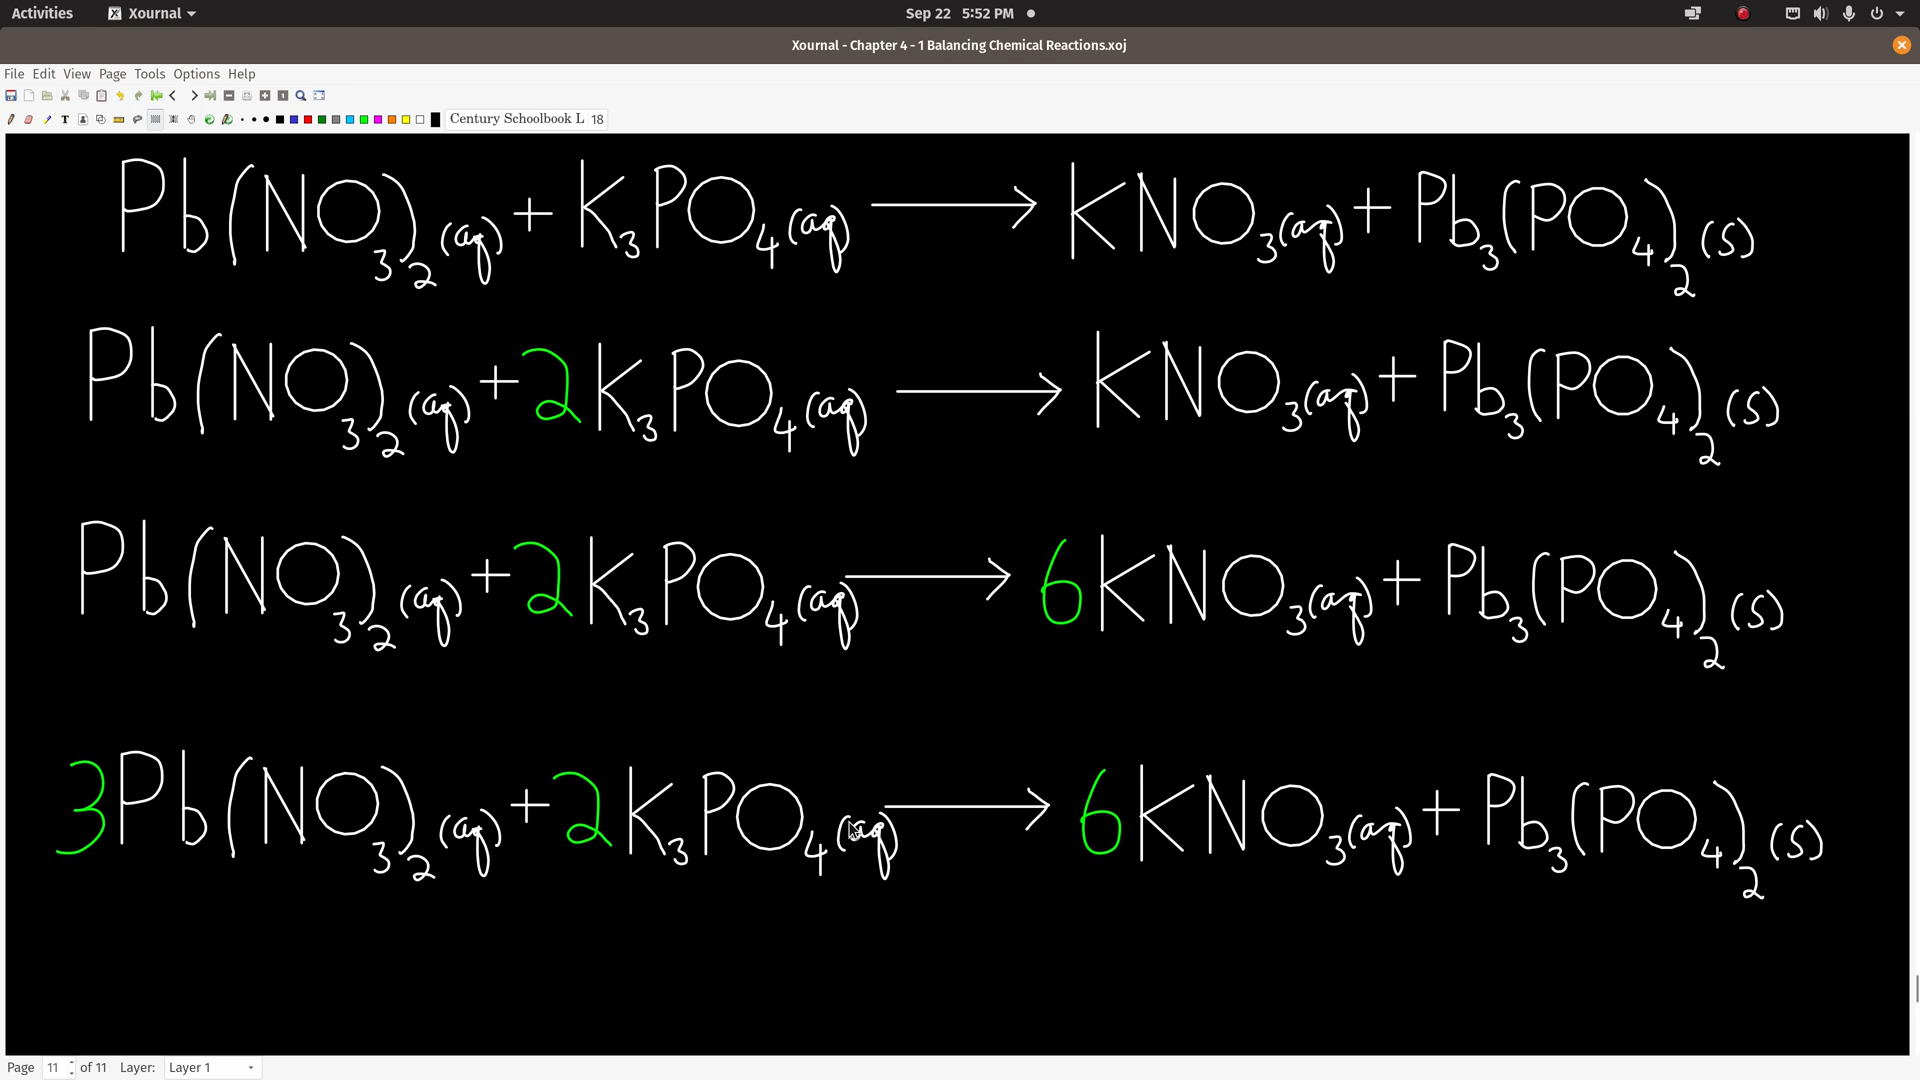 Activities Xournal Sep 22 5:52 PM
Xournal - Chapter 4 - 1 Balancing Chemical Reactions.xoj
File Edit View Page Tools Options Help
T Century Schoolbook L 18
Pb(NO₃)₂(aq) + K₃PO₄(aq) → KNO₃(aq) + Pb₃(PO₄)₂(s)
Pb(NO₃)₂(aq) + 2K₃PO₄(aq) → KNO₃(aq) + Pb₃(PO₄)₂(s)
Pb(NO₃)₂(aq) + 2K₃PO₄(aq) → 6KNO₃(aq) + Pb₃(PO₄)₂(s)
3Pb(NO₃)₂(aq) + 2K₃PO₄(aq) → 6KNO₃(aq) + Pb₃(PO₄)₂(s)
Page 11 of 11 Layer: Layer 1